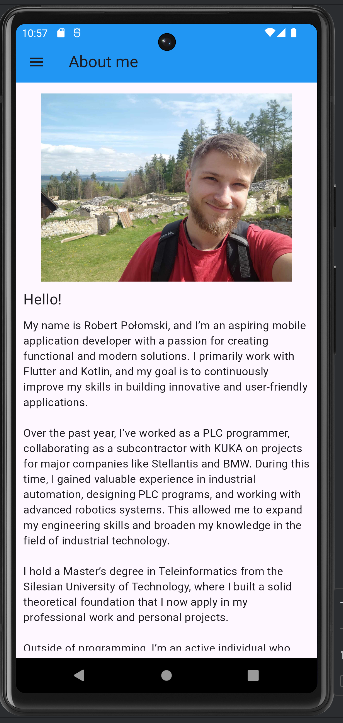 10:57
About me
Hello!
My name is Robert Połomski, and I'm an aspiring mobile
application developer with a passion for creating
functional and modern solutions. I primarily work with
Flutter and Kotlin, and my goal is to continuously
improve my skills in building innovative and user-friendly
applications.
Over the past year, I've worked as a PLC programmer,
collaborating as a subcontractor with KUKA on projects
for major companies like Stellantis and BMW. During this
time, I gained valuable experience in industrial
automation, designing PLC programs, and working with
advanced robotics systems. This allowed me to expand
my engineering skills and broaden my knowledge in the
field of industrial technology.
I hold a Master's degree in Teleinformatics from the
Silesian University of Technology, where I built a solid
theoretical foundation that I now apply in my
professional work and personal projects.
Outside of programming, I'm an active individual who